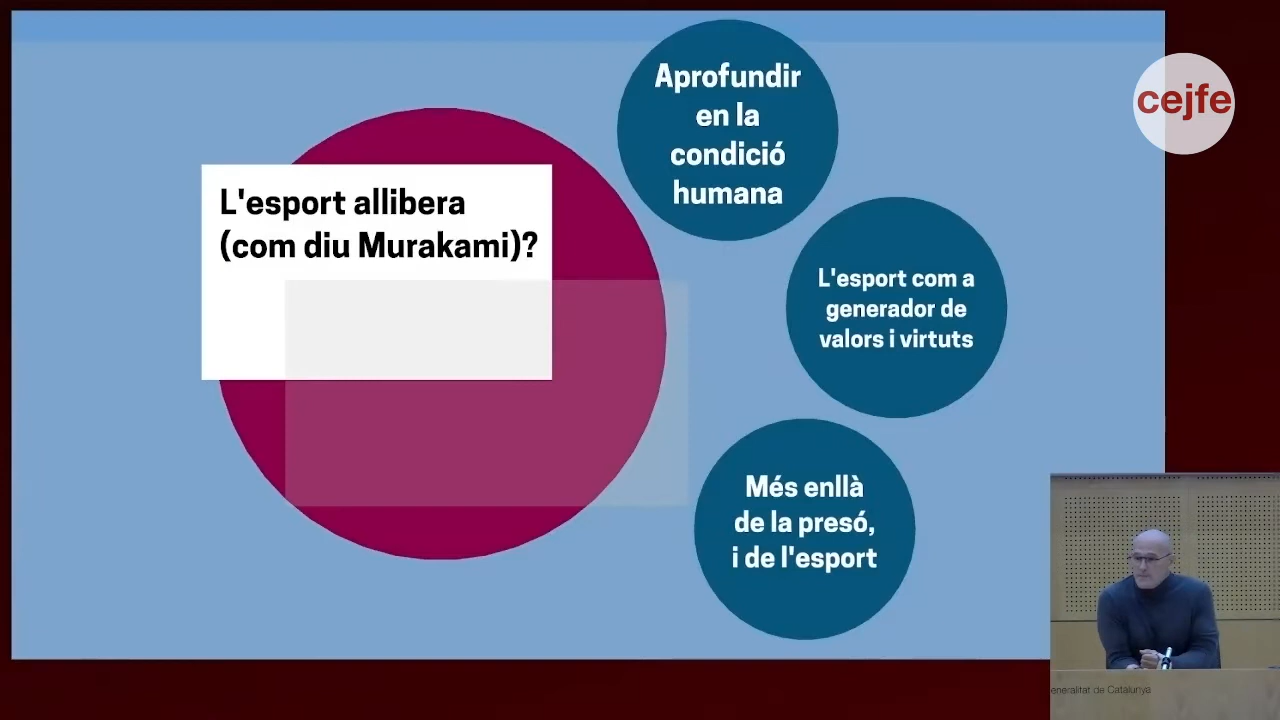 L'esport allibera
(com diu Murakami)?
Aprofundir
en la
condició
humana
L'esport com a
generador de
valors i virtuts
Més enllà
de la presó,
i de l'esport
cejfe
eneralitat de Catalunya